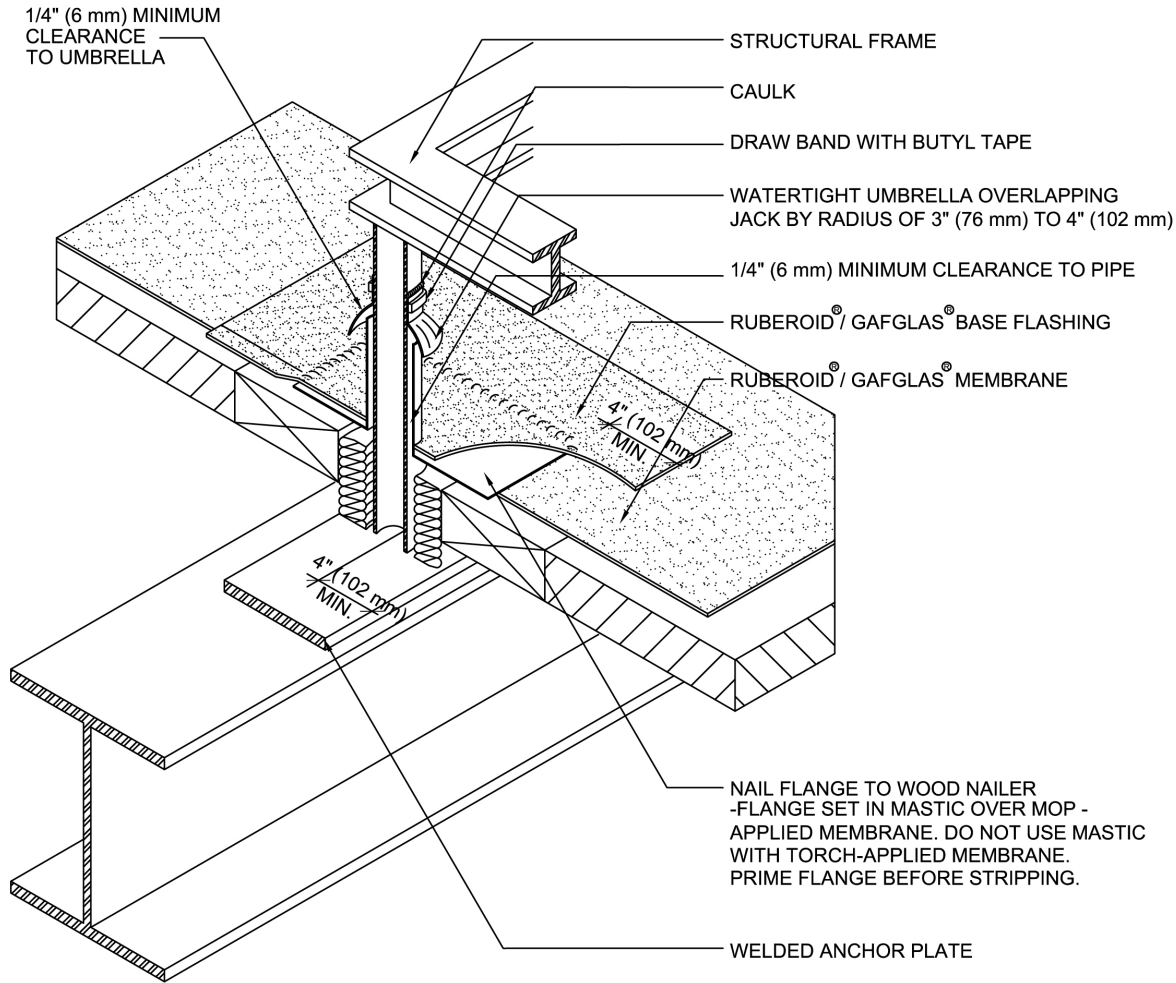 1/4" (6 mm) MINIMUM
CLEARANCE
TO UMBRELLA
STRUCTURAL FRAME
CAULK
DRAW BAND WITH BUTYL TAPE
WATERTIGHT UMBRELLA OVERLAPPING
JACK BY RADIUS OF 3" (76 mm) TO 4" (102 mm)
1/4" (6 mm) MINIMUM CLEARANCE TO PIPE
RUBEROID® / GAFGLAS® BASE FLASHING
RUBEROID® / GAFGLAS® MEMBRANE
4" (102 mm)
MIN.
4" (102 mm)
MIN.
NAIL FLANGE TO WOOD NAILER
-FLANGE SET IN MASTIC OVER MOP -
APPLIED MEMBRANE. DO NOT USE MASTIC
WITH TORCH-APPLIED MEMBRANE.
PRIME FLANGE BEFORE STRIPPING.
WELDED ANCHOR PLATE